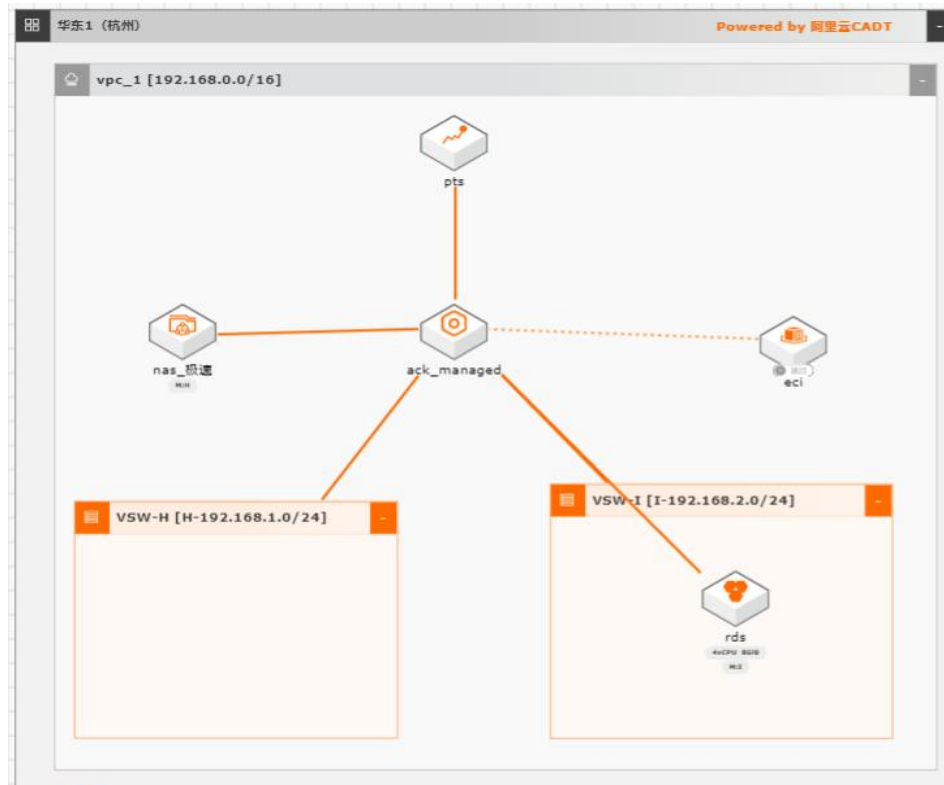 华东1（杭州）
Powered by 阿里云CADT
vpc_1 [192.168.0.0/16]
pts
nas_极速
M:H
ack_managed
eci
VSW-H [H-192.168.1.0/24]
VSW-I [I-192.168.2.0/24]
rds
4vCPU 8GiB
M:I